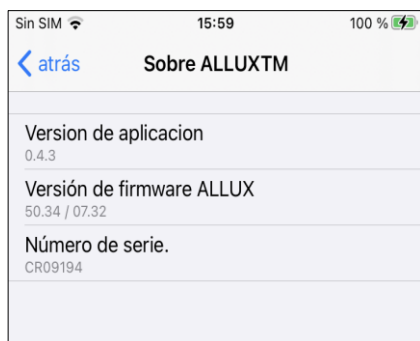 Sin SIM 15:59 100 %
atrás Sobre ALLUXTM
Version de aplicacion
0.4.3
Versión de firmware ALLUX
50.34 / 07.32
Número de serie.
CR09194